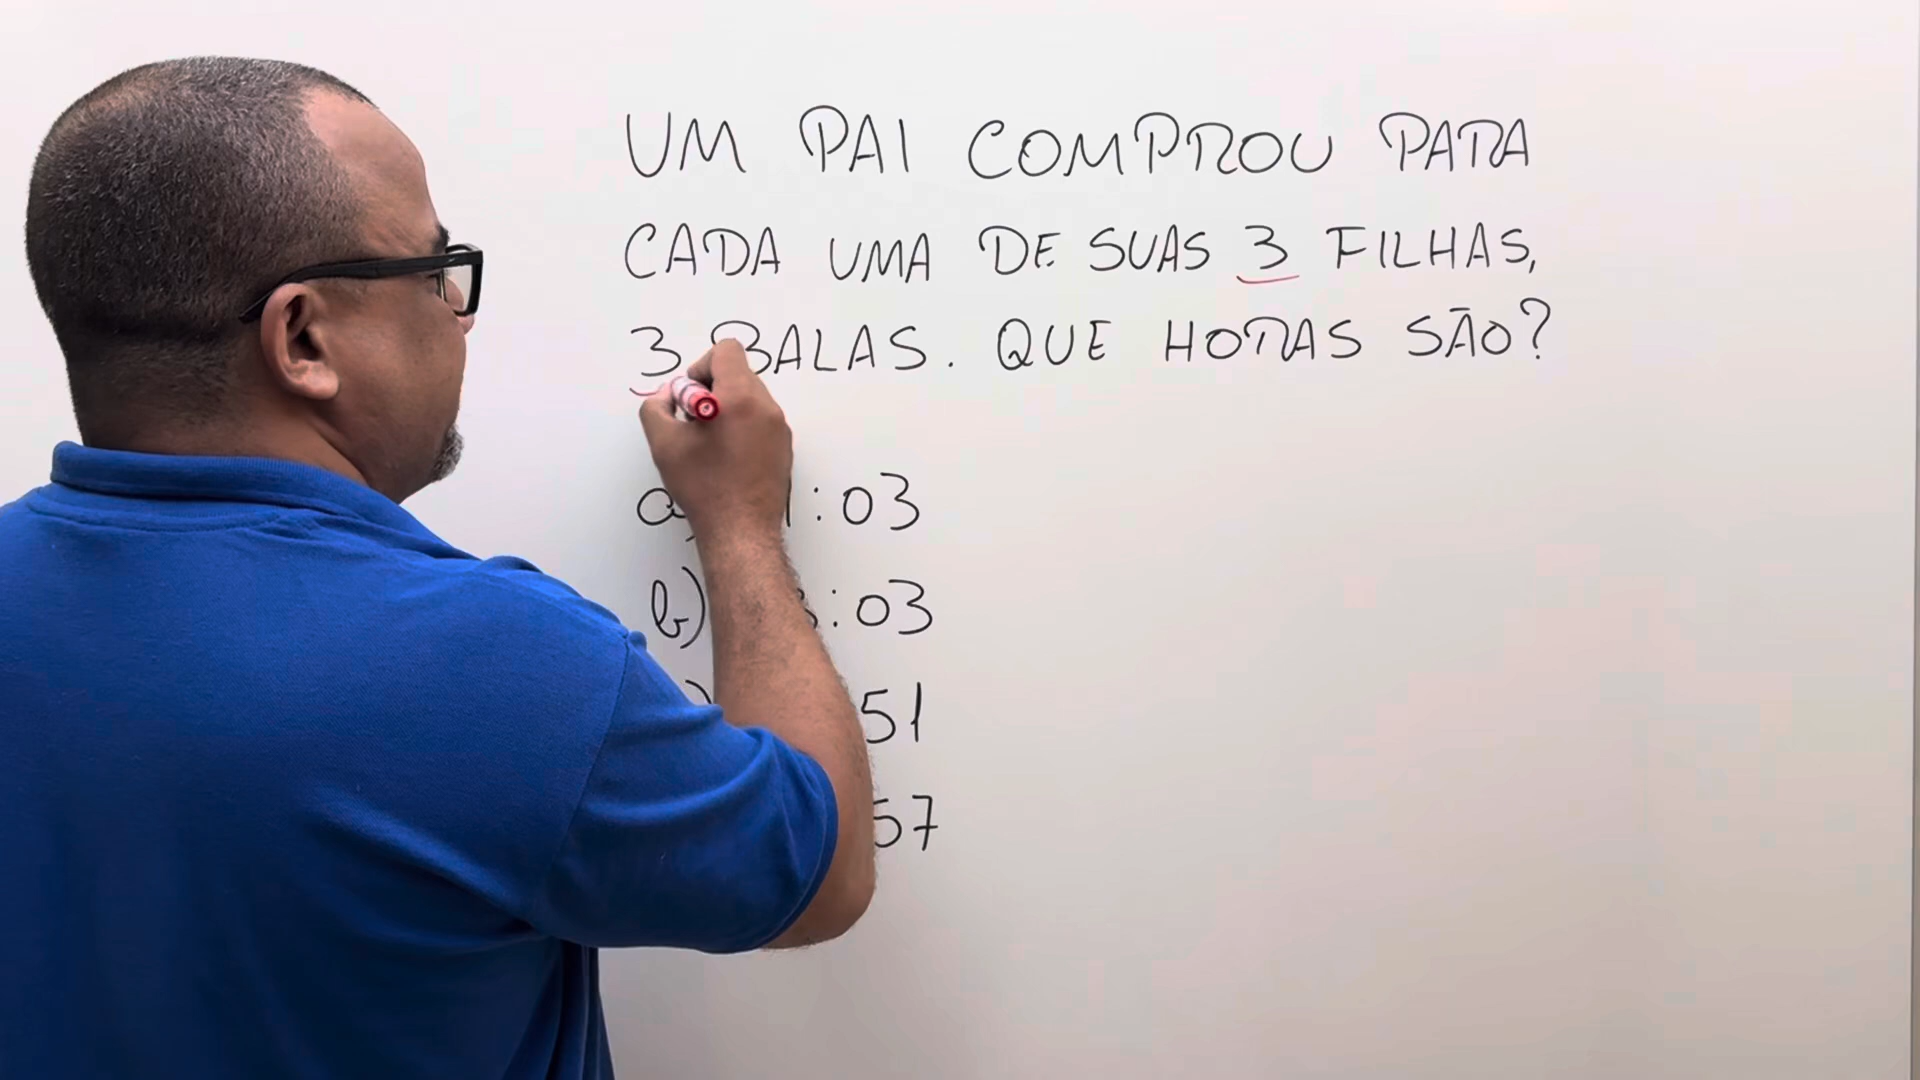 UM PAI COMPROU PARA
CADA UMA DE SUAS 3 FILHAS,
3 BALAS. QUE HORAS SÃO?
:03
b) :03
51
57